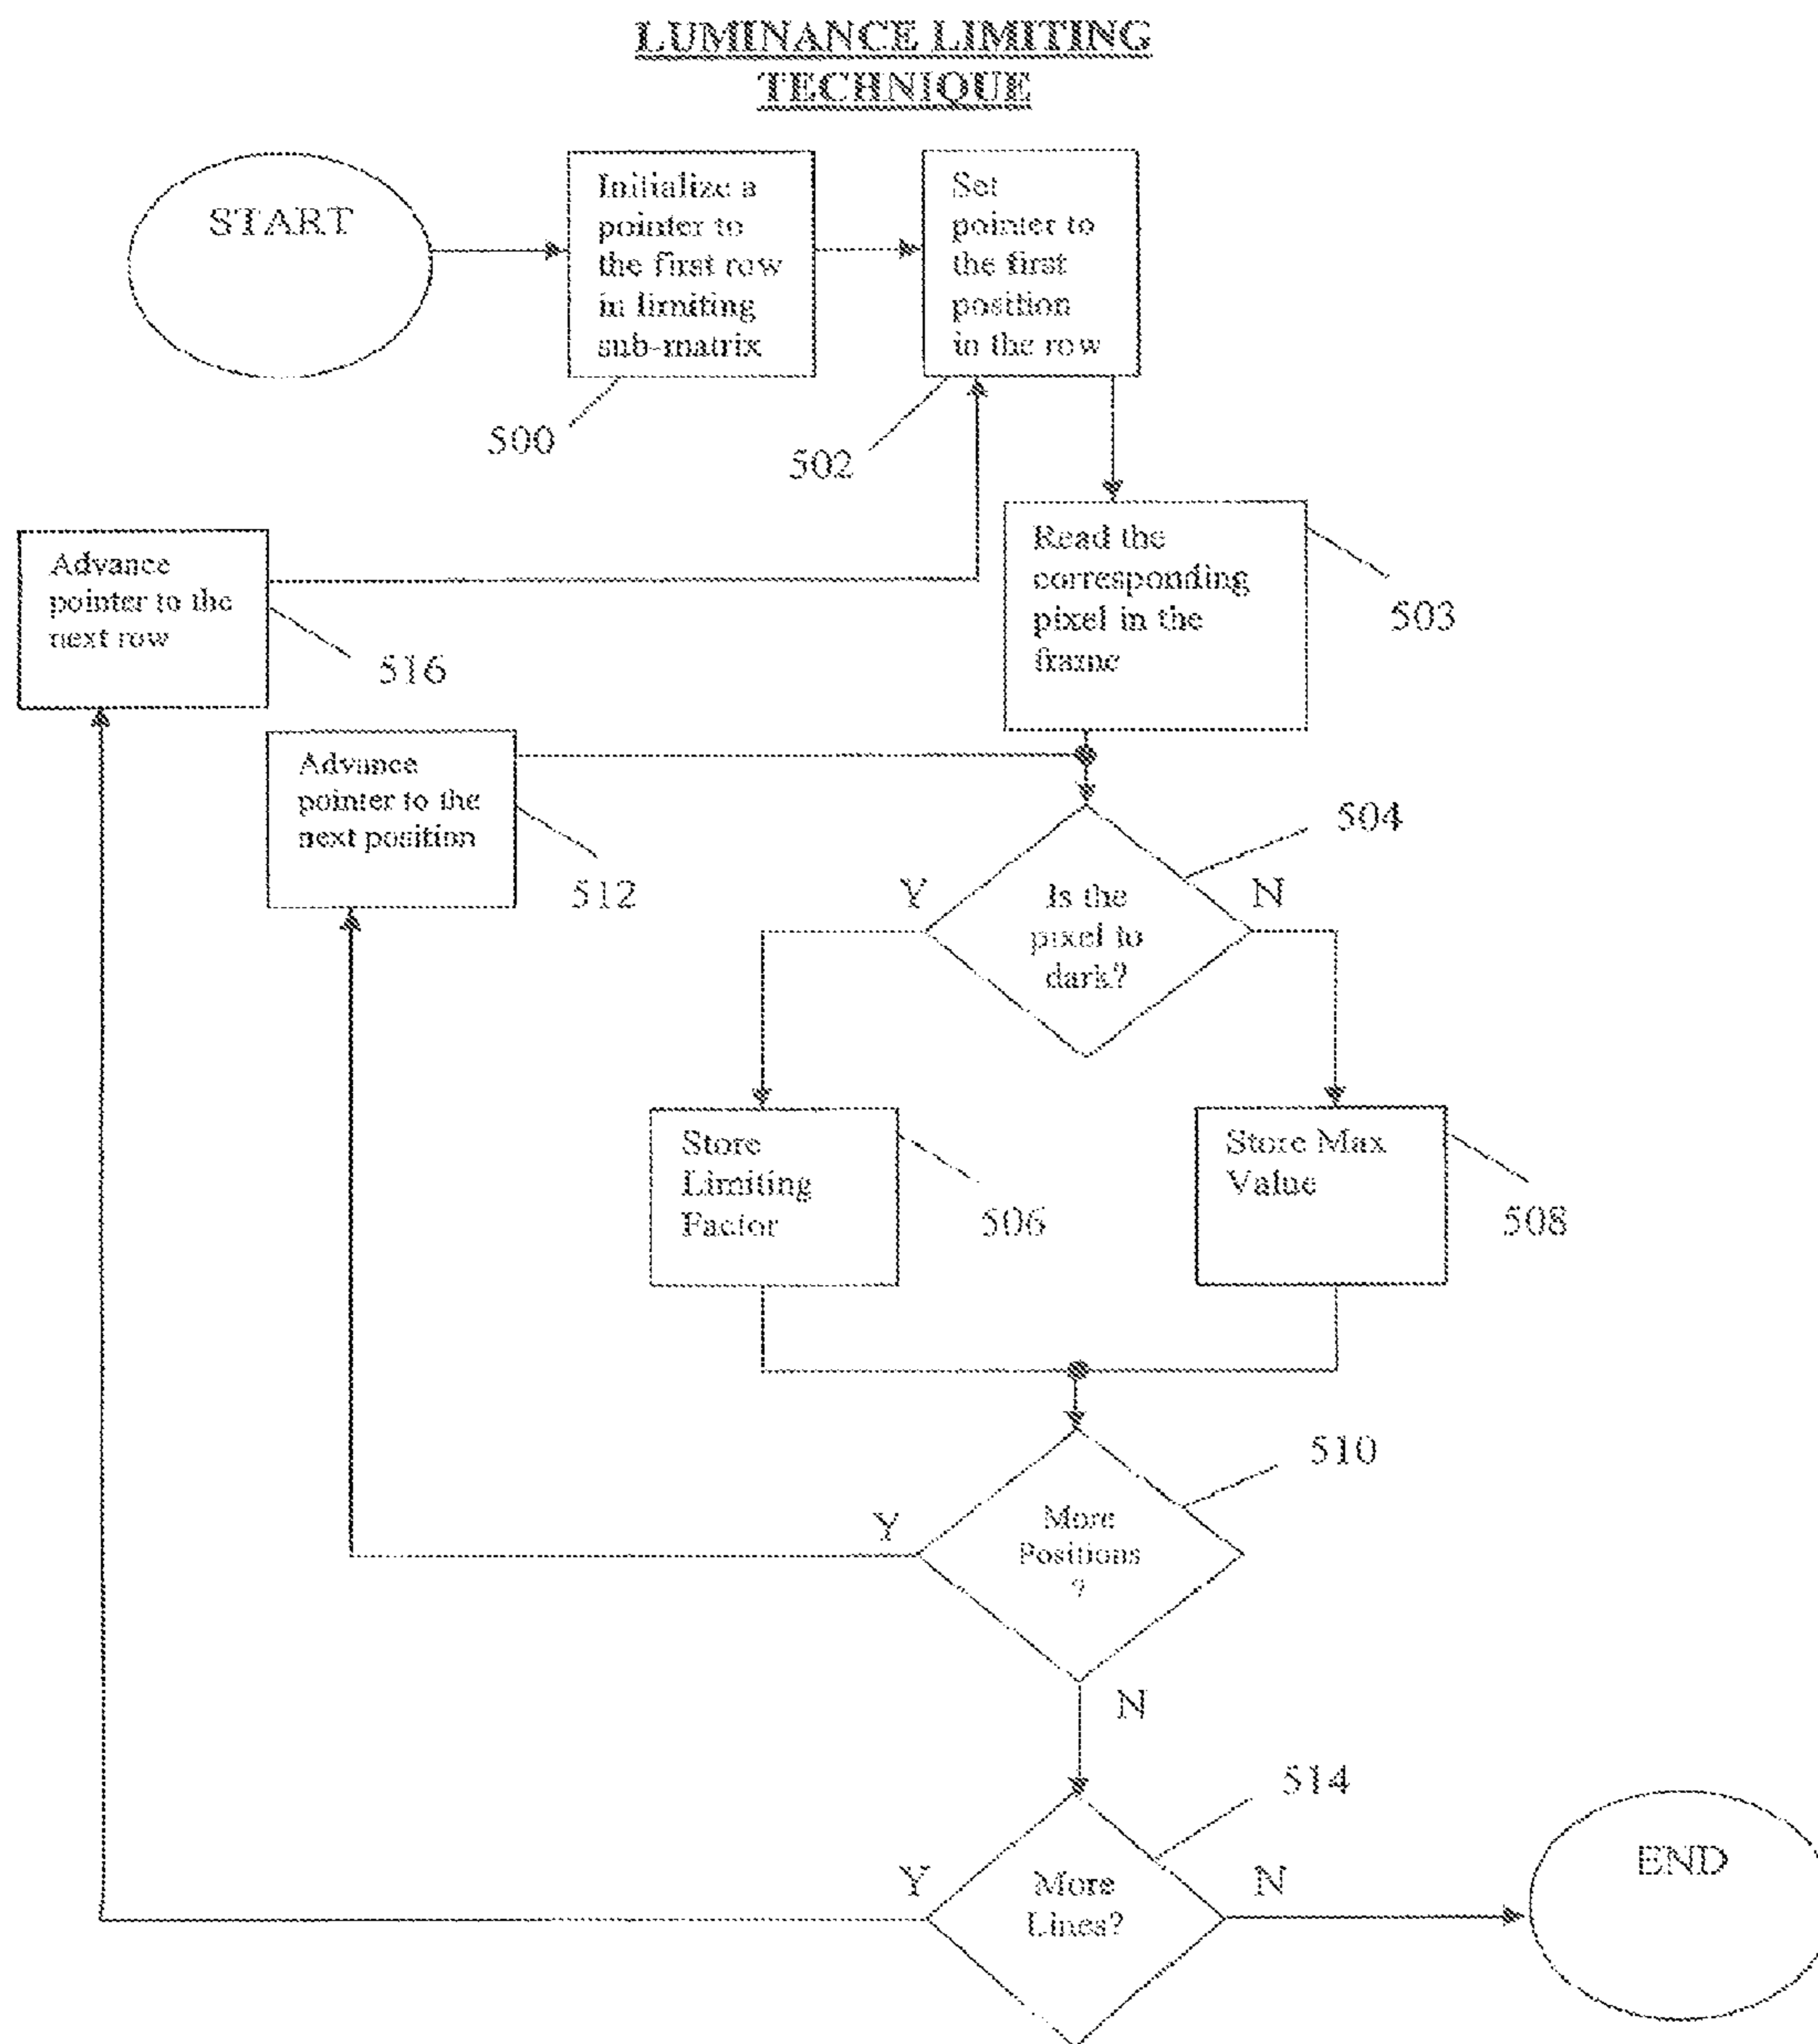 LUMINANCE LIMITING
TECHNIQUE
START
Initialize a
pointer to
the first row
in limiting
sub-matrix
Set
pointer to
the first
position
in the row
500
502
Read the
corresponding
pixel in the
frame
503
Advance
pointer to the
next row
516
Advance
pointer to the
next position
512
504
Y
N
Is the
pixel to
dark?
Store
Limiting
Factor
506
Store Max
Value
508
510
Y
More
Positions
?
N
514
Y
More
Lines?
N
END